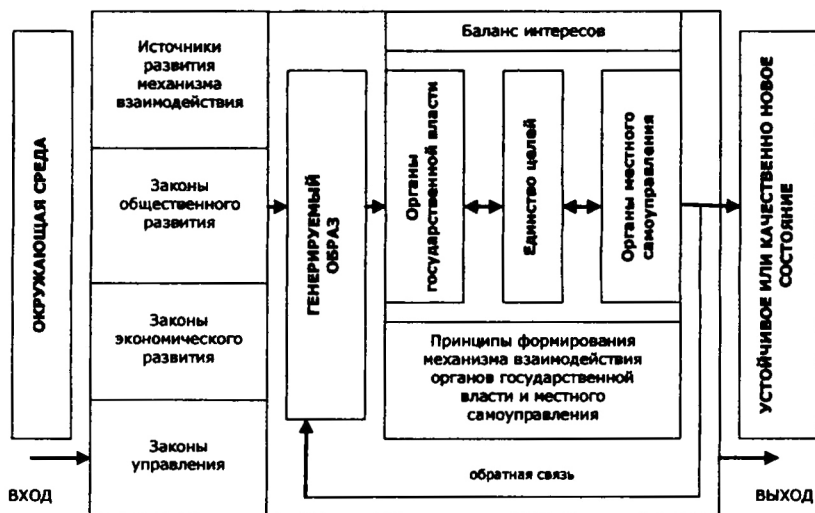 ОКРУЖАЮЩАЯ СРЕДА
ВХОД
Источники
развития
механизма
взаимодействия
Законы
общественного
развития
Законы
экономического
развития
Законы
управления
ГЕНЕРИРУЕМЫЙ
ОБРАЗ
Баланс интересов
Органы
государственной власти
Единство целей
Органы местного
самоуправления
Принципы формирования
механизма взаимодействия
органов государственной
власти и местного
самоуправления
обратная связь
УСТОЙЧИВОЕ ИЛИ КАЧЕСТВЕННО НОВОЕ
СОСТОЯНИЕ
ВЫХОД